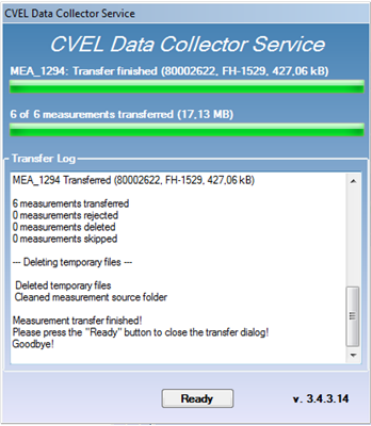 CVEL Data Collector Service
CVEL Data Collector Service
MEA_1294: Transfer finished (80002622, FH-1529, 427,06 kB)
6 of 6 measurements transferred (17,13 MB)
Transfer Log
MEA_1294 Transferred (80002622, FH-1529, 427,06 kB)
6 measurements transferred
0 measurements rejected
0 measurements deleted
0 measurements skipped
--- Deleting temporary files ---
Deleted temporary files
Cleaned measurement source folder
Measurement transfer finished!
Please press the "Ready" button to close the transfer dialog!
Goodbye!
Ready
v. 3.4.3.14